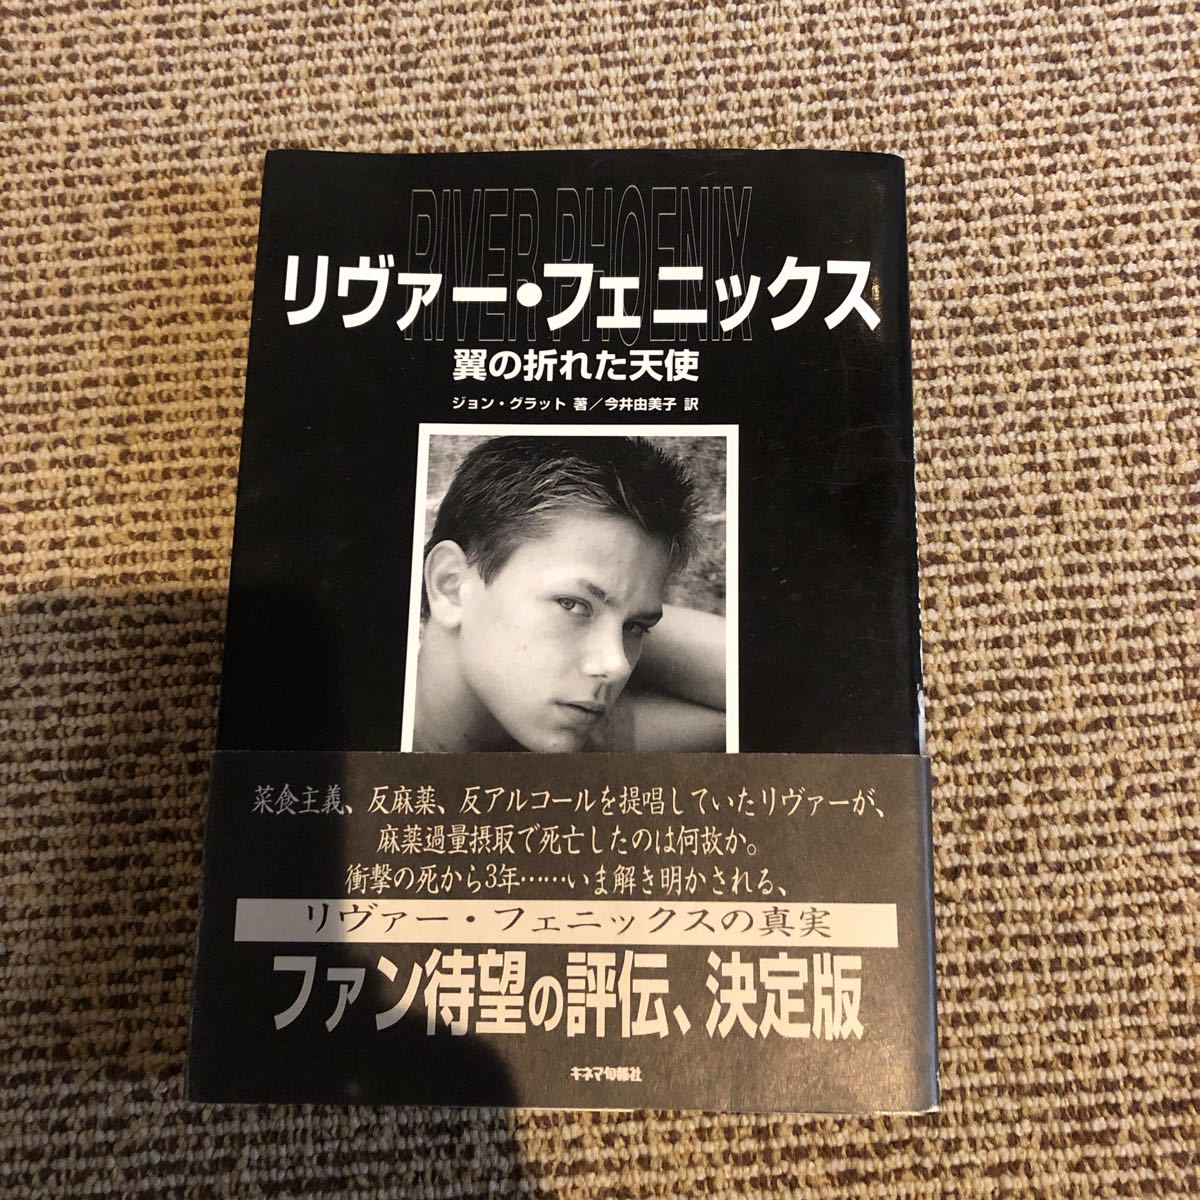 RIVER PHOENIX
リヴァー・フェニックス
翼の折れた天使
ジョン・グラット 著／今井由美子 訳
菜食主義、反麻薬、反アルコールを提唱していたリヴァーが、
麻薬過量摂取で死亡したのは何故か。
衝撃の死から3年……いま解き明かされる、
リヴァー・フェニックスの真実
ファン待望の評伝、決定版
キネマ旬報社